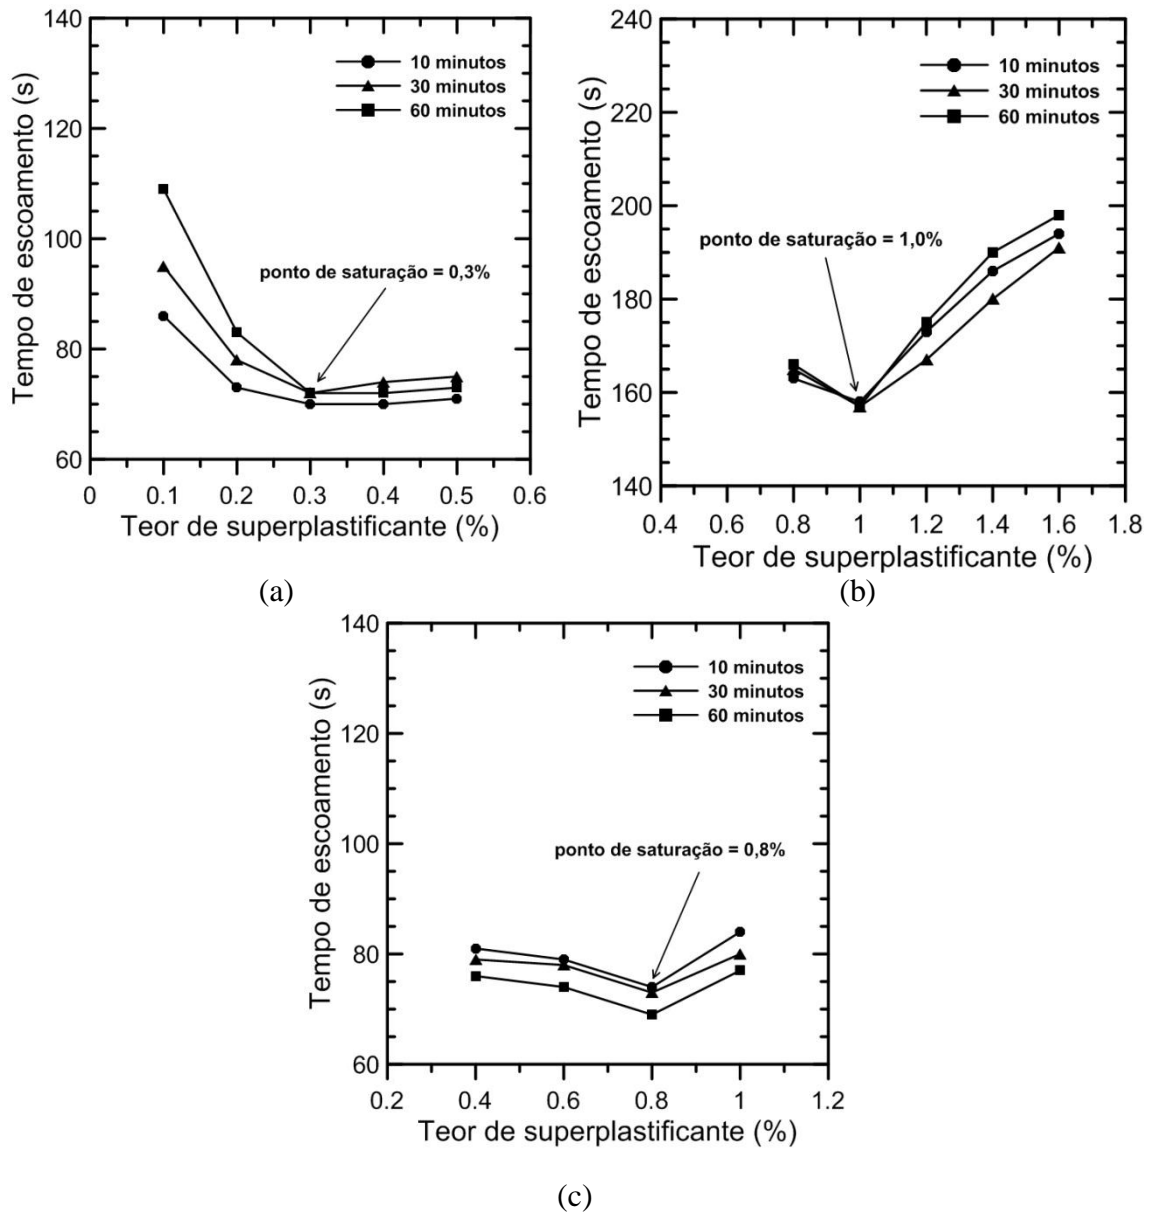 Tempo de escoamento (s)
140
120
100
80
60
10 minutos
30 minutos
60 minutos
ponto de saturação = 0,3%
0 0.1 0.2 0.3 0.4 0.5 0.6
Teor de superplastificante (%)
(a)
Tempo de escoamento (s)
240
220
200
180
160
140
10 minutos
30 minutos
60 minutos
ponto de saturação = 1,0%
0.4 0.6 0.8 1 1.2 1.4 1.6 1.8
Teor de superplastificante (%)
(b)
Tempo de escoamento (s)
140
120
100
80
60
10 minutos
30 minutos
60 minutos
ponto de saturação = 0,8%
0.2 0.4 0.6 0.8 1 1.2
Teor de superplastificante (%)
(c)